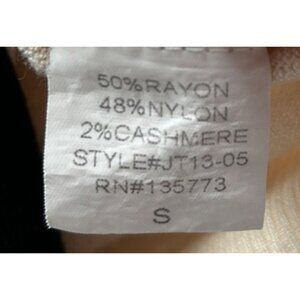 50%RAYON
48%NYLON
2%CASHMERE
STYLE#JT13-05
RN#135773
S